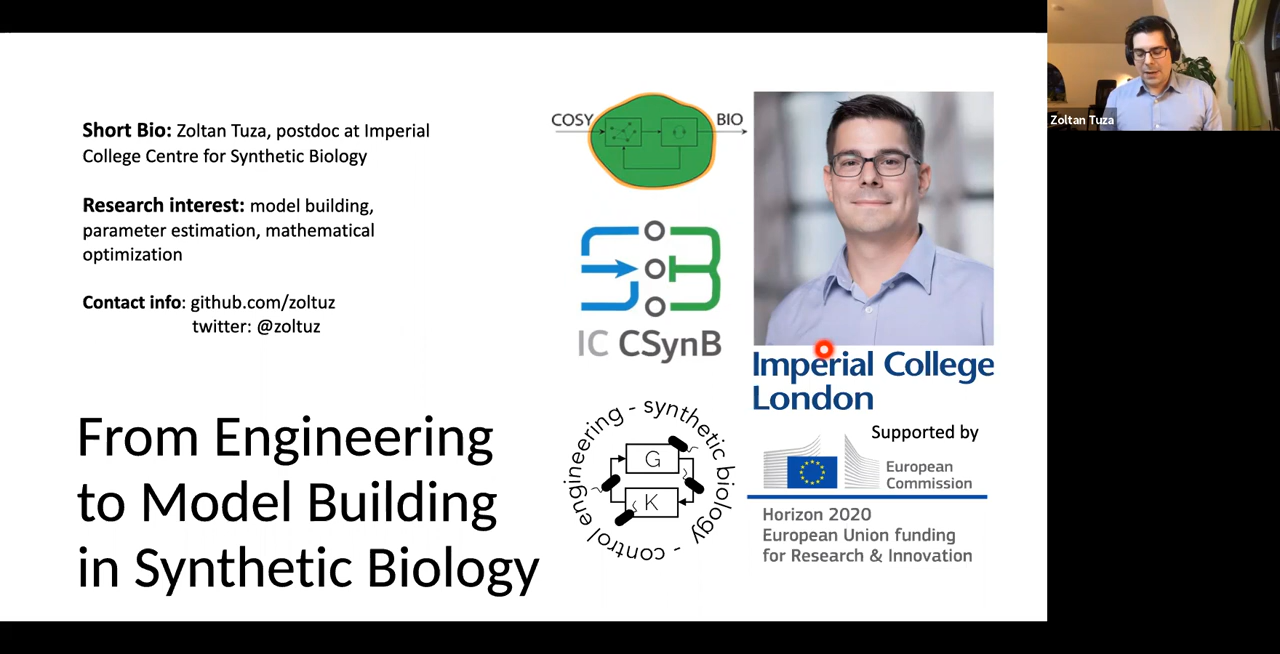 Short Bio: Zoltan Tuza, postdoc at Imperial
College Centre for Synthetic Biology
Research interest: model building,
parameter estimation, mathematical
optimization
Contact info: github.com/zoltuz
twitter: @zoltuz
From Engineering
to Model Building
in Synthetic Biology
COSY
BIO
IC CSynB
control engineering - synthetic biology -
G
K
Imperial College
London
Supported by
European
Commission
Horizon 2020
European Union funding
for Research & Innovation
Zoltan Tuza